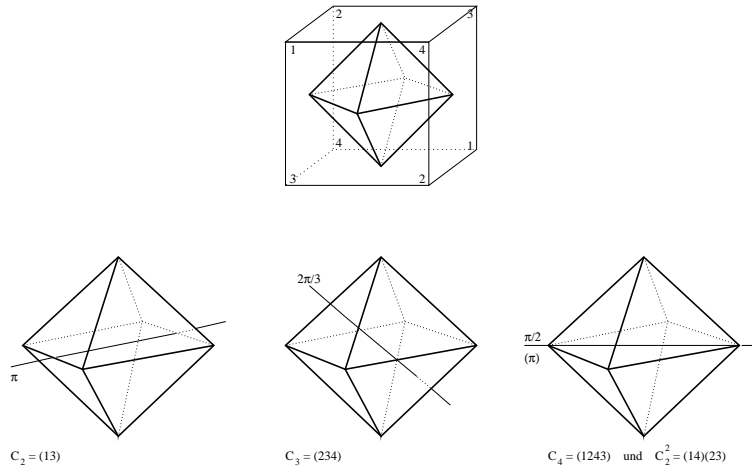 2 3
1 4
4 1
3 2
2π/3
π/2
(π)
π
C₂ = (13)
C₃ = (234)
C₄ = (1243) und C₂² = (14)(23)